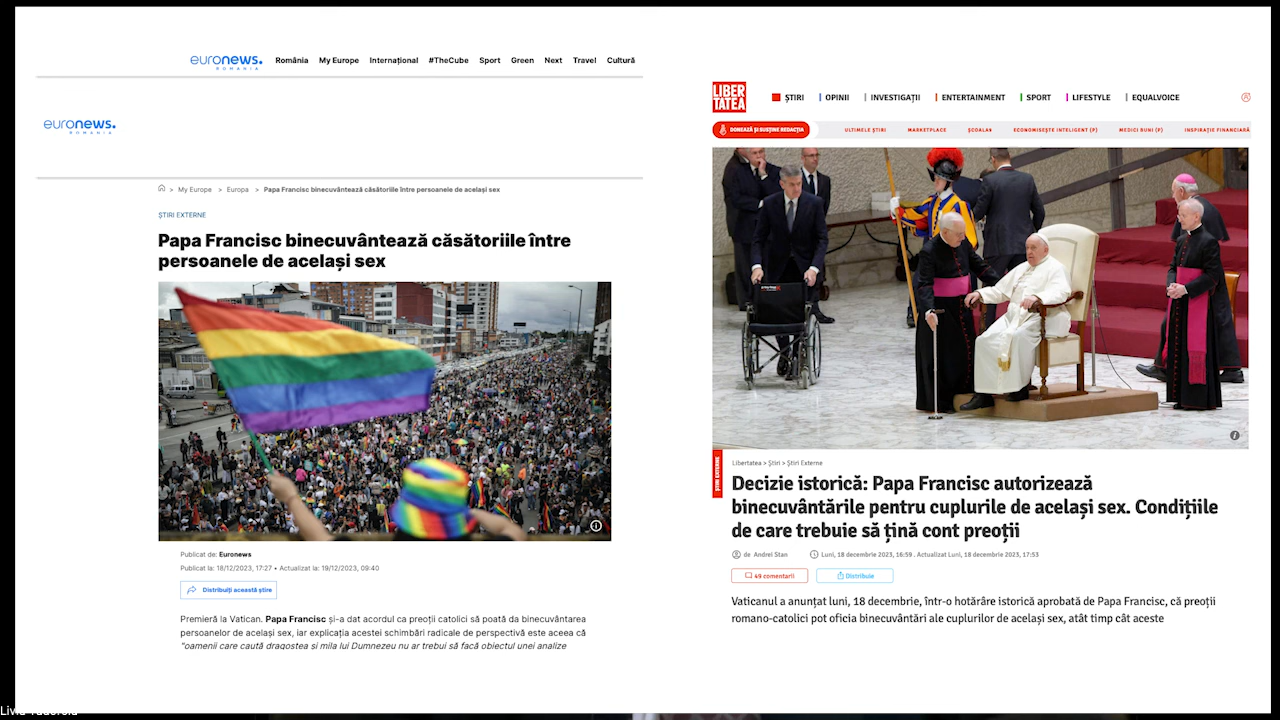 euronews.
ROMANIA
România My Europe Internațional #TheCube Sport Green Next Travel Cultură
euronews.
ROMANIA
> My Europe > Europa > Papa Francisc binecuvântează căsătoriile între persoanele de același sex
ȘTIRI EXTERNE
Papa Francisc binecuvântează căsătoriile între
persoanele de același sex
Publicat de: Euronews
Publicat la: 18/12/2023, 17:27 • Actualizat la: 19/12/2023, 09:40
Distribuiți această știre
Premieră la Vatican. Papa Francisc și-a dat acordul ca preoții catolici să poată da binecuvântarea
persoanelor de același sex, iar explicația acestei schimbări radicale de perspectivă este aceea că
"oamenii care caută dragostea și mila lui Dumnezeu nu ar trebui să facă obiectul unei analize
LIBER
TATEA
ȘTIRI OPINII INVESTIGAȚII ENTERTAINMENT SPORT LIFESTYLE EQUALVOICE
DONEAZĂ ȘI SUSȚINE REDACȚIA ULTIMELE ȘTIRI MARKETPLACE ȘCOALA9 ECONOMISEȘTE INTELIGENT (P) MEDICI BUNI (P) INSPIRAȚIE FINANCIARĂ
ȘTIRI EXTERNE
Libertatea > Știri > Știri Externe
Decizie istorică: Papa Francisc autorizează
binecuvântările pentru cuplurile de același sex. Condițiile
de care trebuie să țină cont preoții
de Andrei Stan Luni, 18 decembrie 2023, 16:59 . Actualizat Luni, 18 decembrie 2023, 17:53
49 comentarii Distribuie
Vaticanul a anunțat luni, 18 decembrie, într-o hotărâre istorică aprobată de Papa Francisc, că preoții
romano-catolici pot oficia binecuvântări ale cuplurilor de același sex, atât timp cât aceste